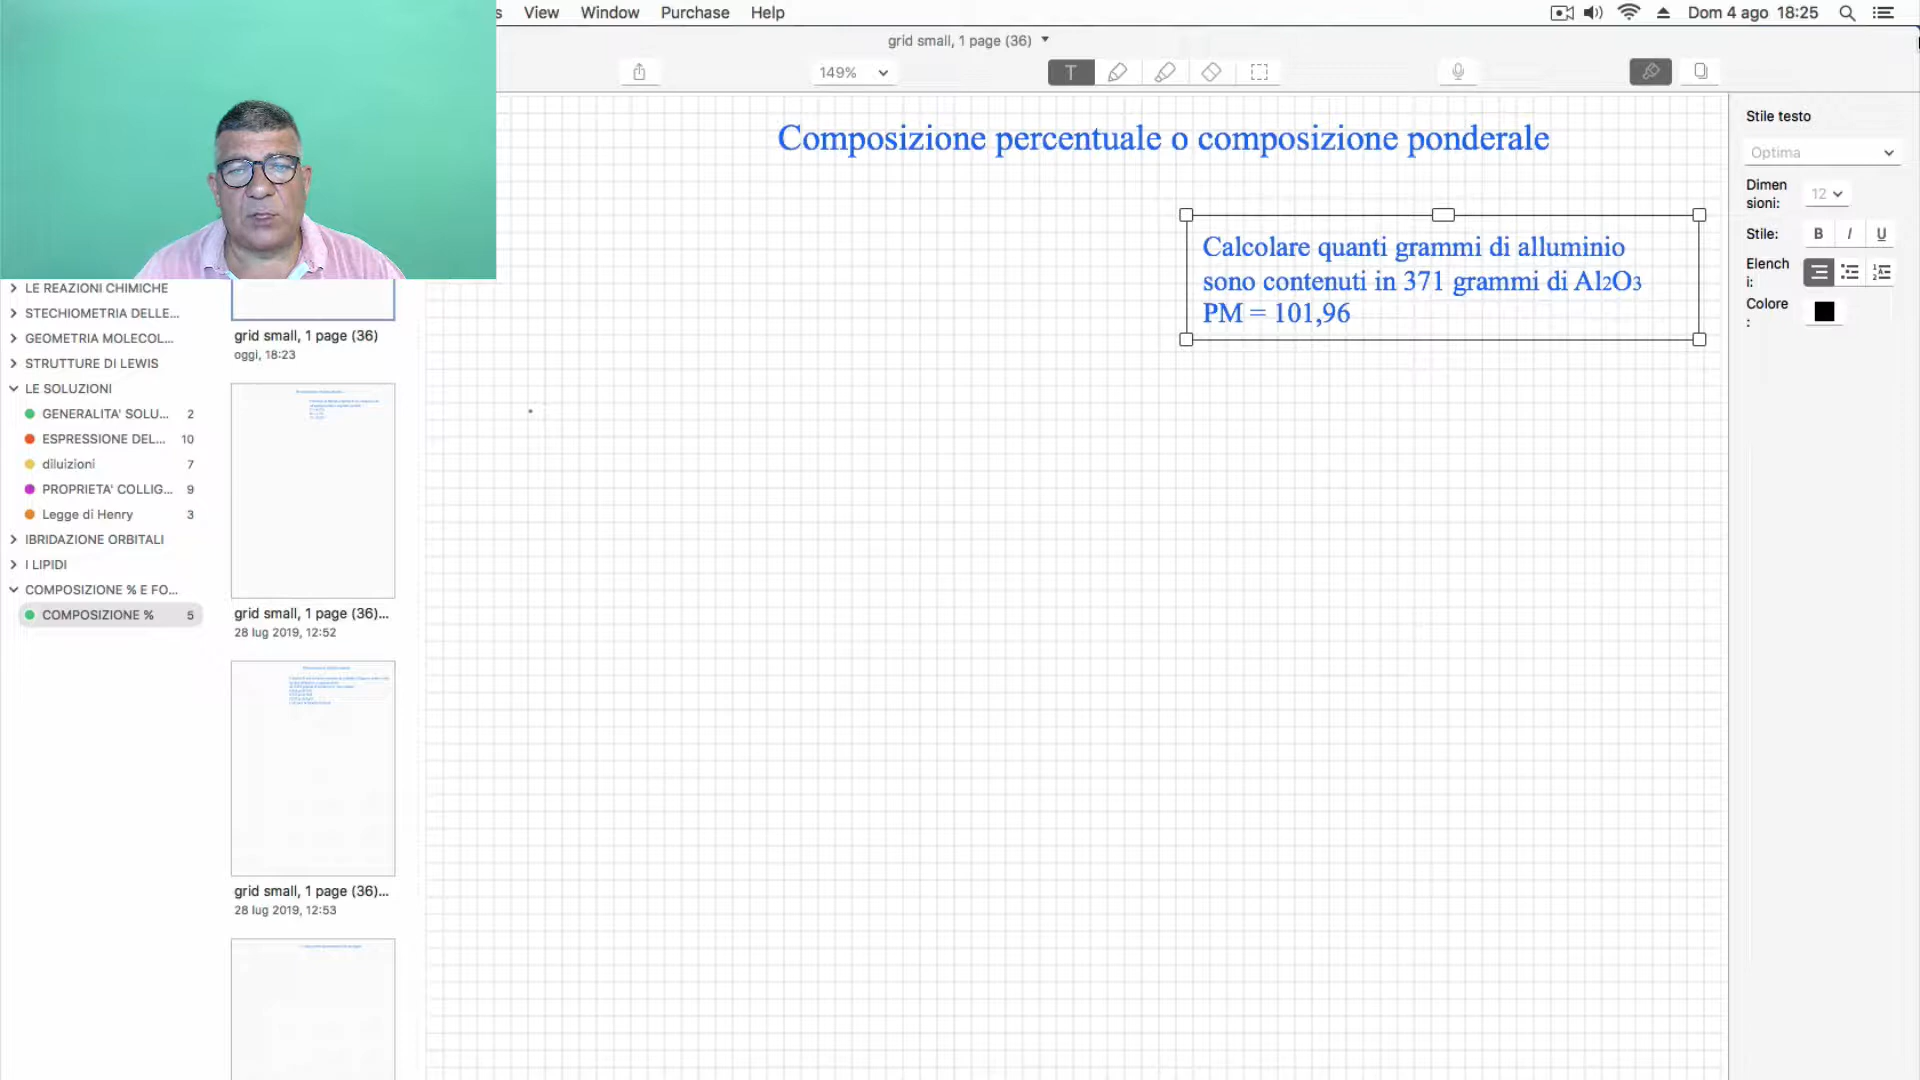 s View Window Purchase Help
Dom 4 ago 18:25
grid small, 1 page (36)
149%
T
Composizione percentuale o composizione ponderale
Calcolare quanti grammi di alluminio
sono contenuti in 371 grammi di Al2O3
PM = 101,96
Stile testo
Optima
Dimen
sioni:
12
Stile:
B I U
Elench
i:
Colore
:
LE REAZIONI CHIMICHE
STECHIOMETRIA DELLE...
GEOMETRIA MOLECOL...
STRUTTURE DI LEWIS
LE SOLUZIONI
GENERALITA' SOLU... 2
ESPRESSIONE DEL... 10
diluizioni 7
PROPRIETA' COLLIG... 9
Legge di Henry 3
IBRIDAZIONE ORBITALI
I LIPIDI
COMPOSIZIONE % E FO...
COMPOSIZIONE % 5
grid small, 1 page (36)
oggi, 18:23
grid small, 1 page (36)...
28 lug 2019, 12:52
grid small, 1 page (36)...
28 lug 2019, 12:53